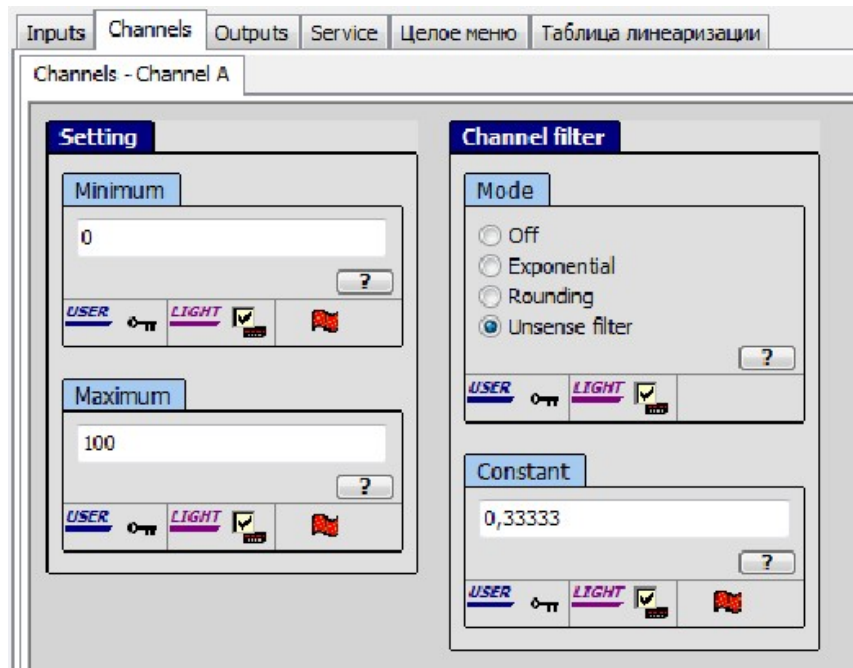 Inputs Channels Outputs Service Целое меню Таблица линеаризации
Channels - Channel A
Setting
Minimum
0
?
USER LIGHT
Maximum
100
?
USER LIGHT
Channel filter
Mode
Off
Exponential
Rounding
Unsense filter
?
USER LIGHT
Constant
0,33333
?
USER LIGHT